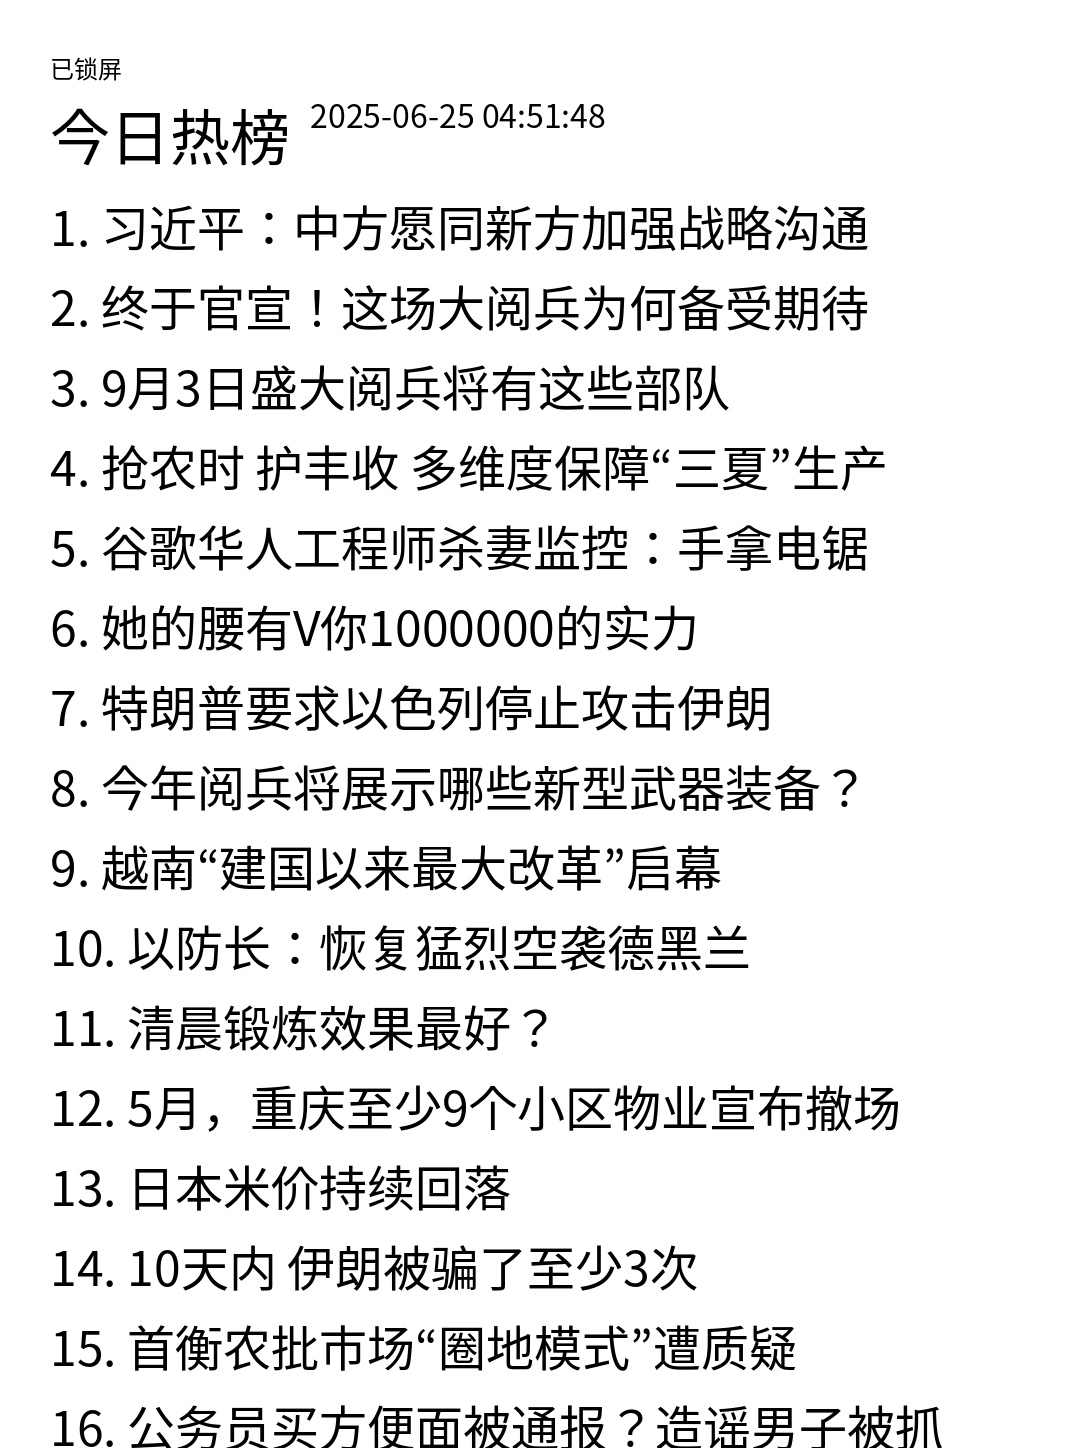 已锁屏
今日热榜 2025-06-25 04:51:48
1. 习近平：中方愿同新方加强战略沟通
2. 终于官宣！这场大阅兵为何备受期待
3. 9月3日盛大阅兵将有这些部队
4. 抢农时 护丰收 多维度保障“三夏”生产
5. 谷歌华人工程师杀妻监控：手拿电锯
6. 她的腰有V你1000000的实力
7. 特朗普要求以色列停止攻击伊朗
8. 今年阅兵将展示哪些新型武器装备？
9. 越南“建国以来最大改革”启幕
10. 以防长：恢复猛烈空袭德黑兰
11. 清晨锻炼效果最好？
12. 5月，重庆至少9个小区物业宣布撤场
13. 日本米价持续回落
14. 10天内 伊朗被骗了至少3次
15. 首衡农批市场“圈地模式”遭质疑
16. 公务员买方便面被通报？造谣男子被抓